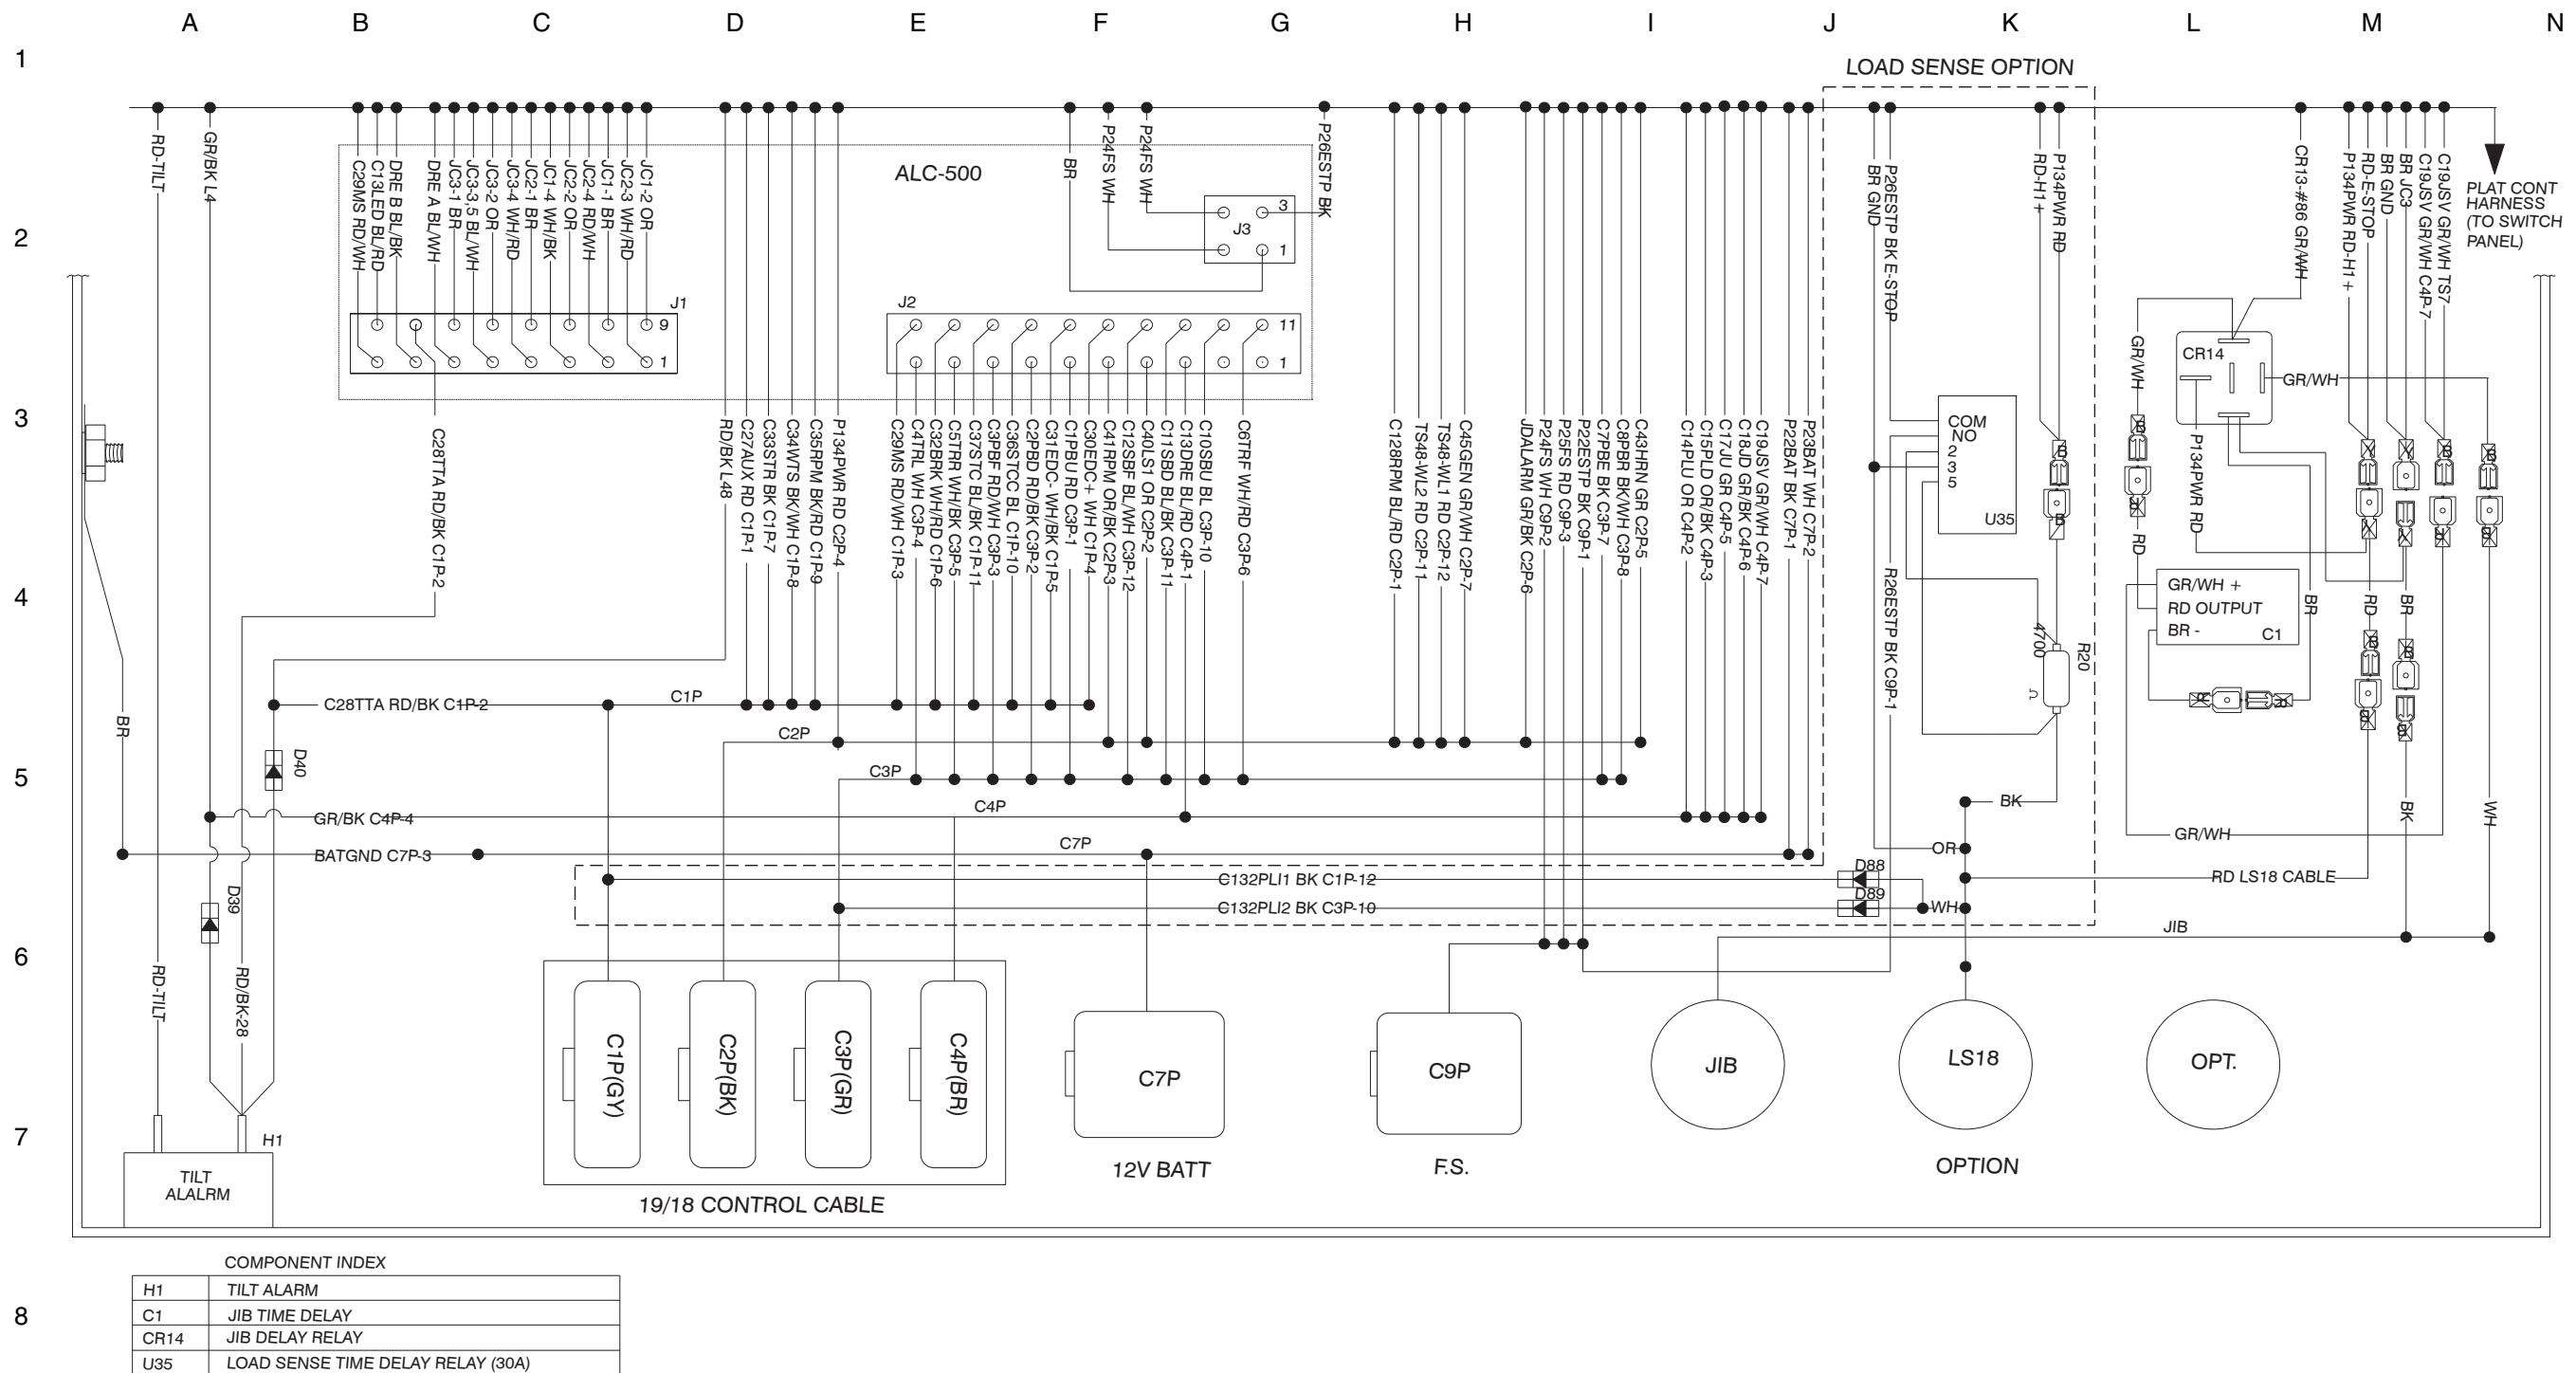 A B C D E F G H I J K L M N
1
2
3
4
5
6
7
8
LOAD SENSE OPTION
RD-TILT
GR/BK L4
C29MS RD/WH
C13LED BL/RD
DRE B BL/BK
DRE A BL/WH
JC3-1 BR
JC3-3,5 BL/WH
JC3-2 OR
JC3-4 WH/RD
JC2-1 BR
JC1-4 WH/BK
JC2-2 OR
JC2-4 RD/WH
JC1-1 BR
JC2-3 WH/RD
JC1-2 OR
ALC-500
BR
P24FS WH
P24FS WH
P26ESTP BK
3
J3
1
J1
9
1
J2
11
1
BR GND
P26ESTP BK E-STOP
RD-H1+
P134PWR RD
CR13-#86 GR/WH
P134PWR RD-H1 +
RD-E-STOP
BR GND
BR JC3
C19JSV GR/WH C4P-7
C19JSV GR/WH TS7
PLAT CONT
HARNESS
(TO SWITCH
PANEL)
GR/WH
CR14
GR/WH
C28TTA RD/BK C1P-2
RD/BK L48
C27AUX RD C1P-1
C33STR BK C1P-7
C34WTS BK/WH C1P-8
C35RPM BK/RD C1P-9
P134PWR RD C2P-4
C29MS RD/WH C1P-3
C4TRL WH C3P-4
C32BRK WH/RD C1P-6
C5TRR WH/BK C3P-5
C37STC BL/BK C1P-11
C3PBF RD/WH C3P-3
C36STCC BL C1P-10
C2PBD RD/BK C3P-2
C31EDC- WH/BK C1P-5
C1PBU RD C3P-1
C30EDC+ WH C1P-4
C41RPM OR/BK C2P-3
C12SBF BL/WH C3P-12
C40LS1 OR C2P-2
C11SBD BL/BK C3P-11
C13DRE BL/RD C4P-1
C10SBU BL C3P-10
C6TRF WH/RD C3P-6
C128RPM BL/RD C2P-1
TS48-WL2 RD C2P-11
TS48-WL1 RD C2P-12
C45GEN GR/WH C2P-7
JDALARM GR/BK C2P-6
P24FS WH C9P-2
P25FS RD C9P-3
P22ESTP BK C9P-1
C7PBE BK C3P-7
C8PBR BK/WH C3P-8
C43HRN GR C2P-5
C14PLU OR C4P-2
C15PLD OR/BK C4P-3
C17JU GR C4P-5
C18JD GR/BK C4P-6
C19JSV GR/WH C4P-7
P22BAT BK C7P-1
P23BAT WH C7P-2
COM
NO
2
3
5
U35
B
B
B
Y
Y
B
P134PWR RD
RD
R26ESTP BK C9P-1
4700
Ω
R20
GR/WH +
RD OUTPUT
BR - C1
BR
RD
BR
B
B
B
B
BR
C28TTA RD/BK C1P-2
C1P
C2P
C3P
C4P
C7P
D40
GR/BK C4P-4
BATGND C7P-3
D39
BK
OR
WH
D88
D89
C132PLI1 BK C1P-12
C132PLI2 BK C3P-10
GR/WH
RD LS18 CABLE
BK
WH
JIB
RD-TILT
RD/BK-28
H1
TILT
ALALRM
C1P(GY)
C2P(BK)
C3P(GR)
C4P(BR)
19/18 CONTROL CABLE
C7P
12V BATT
C9P
F.S.
JIB
LS18
OPTION
OPT.
COMPONENT INDEX
H1 TILT ALARM
C1 JIB TIME DELAY
CR14 JIB DELAY RELAY
U35 LOAD SENSE TIME DELAY RELAY (30A)